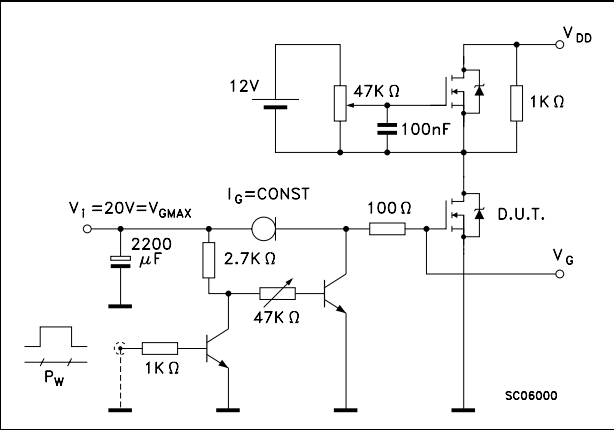 V DD
12V
47K Ω
1K Ω
100nF
I G =CONST
V i =20V=V GMAX
100 Ω
D.U.T.
2200
μF
2.7K Ω
V G
47K Ω
1K Ω
P W
SC06000